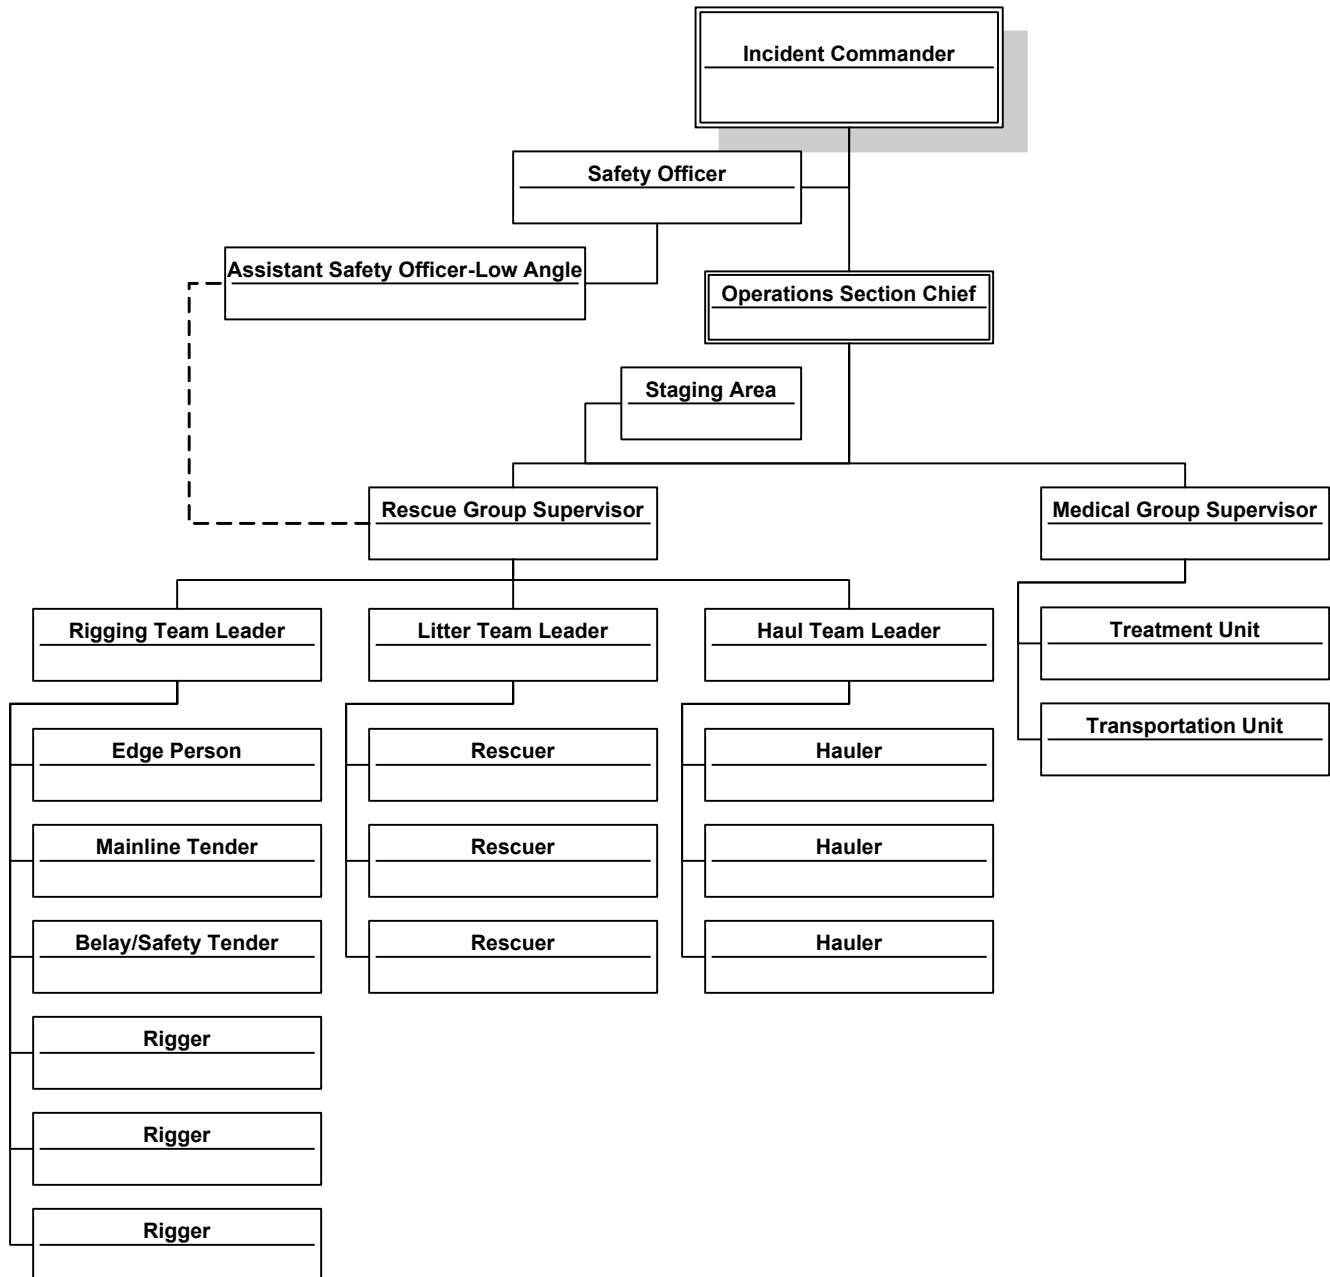 Incident Commander
Safety Officer
Assistant Safety Officer-Low Angle
Operations Section Chief
Staging Area
Rescue Group Supervisor
Medical Group Supervisor
Rigging Team Leader
Litter Team Leader
Haul Team Leader
Treatment Unit
Transportation Unit
Edge Person
Rescuer
Hauler
Mainline Tender
Rescuer
Hauler
Belay/Safety Tender
Rescuer
Hauler
Rigger
Rigger
Rigger